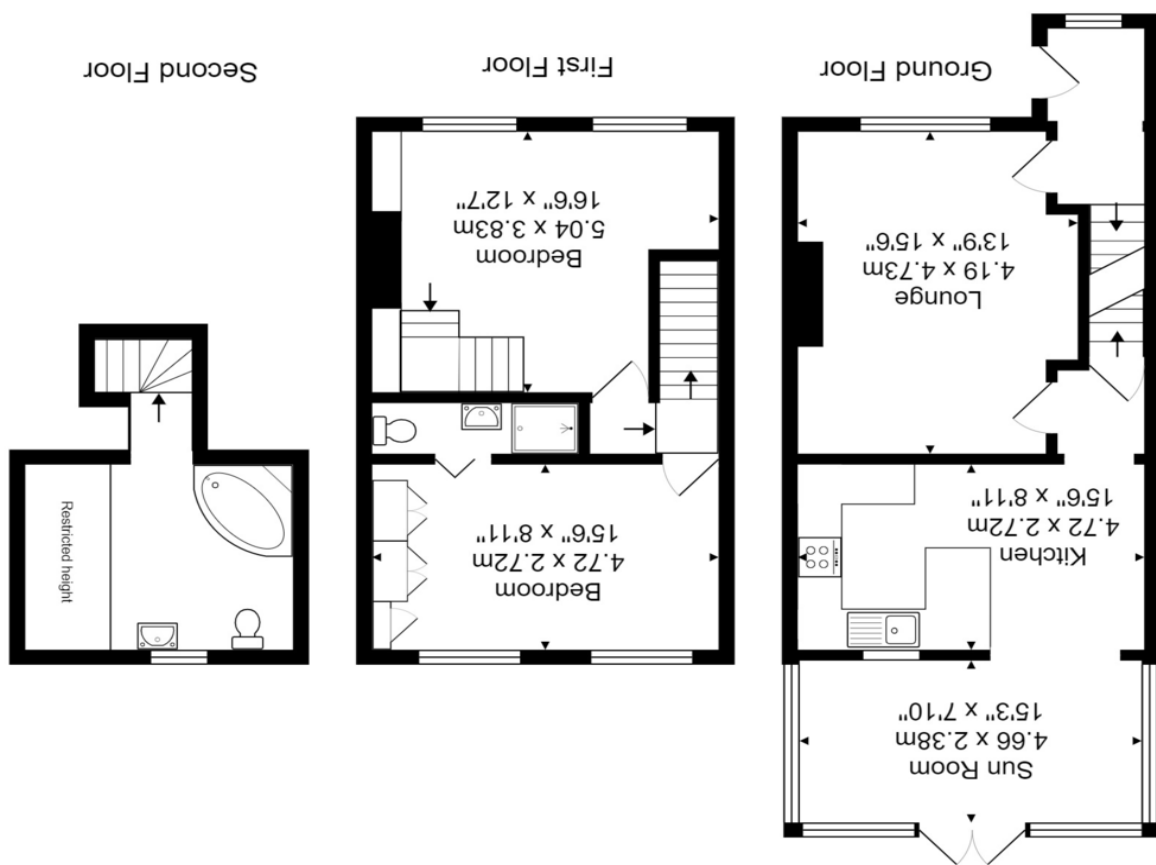 Sun Room
4.66 x 2.38m
15'3" x 7'10"
Kitchen
4.72 x 2.72m
15'6" x 8'11"
Lounge
4.19 x 4.73m
13'9" x 15'6"
Ground Floor
Bedroom
4.72 x 2.72m
15'6" x 8'11"
Bedroom
5.04 x 3.83m
16'6" x 12'7"
First Floor
Restricted height
Second Floor